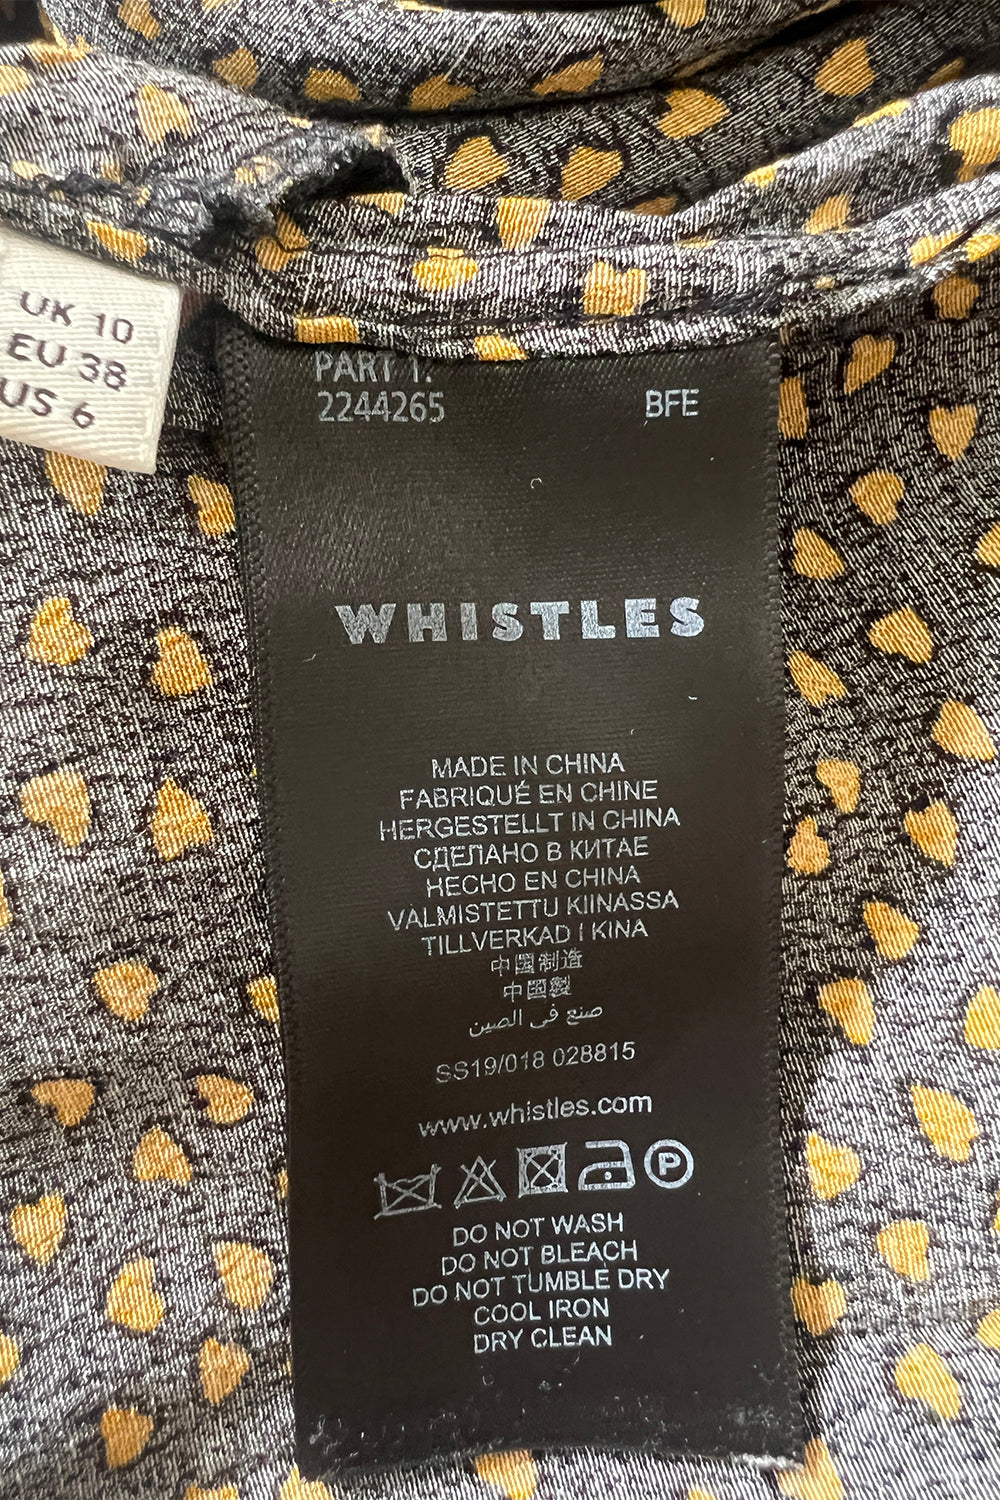 UK 10
EU 38
US 6
PART 1:
2244265 BFE
WHISTLES
MADE IN CHINA
FABRIQUÉ EN CHINE
HERGESTELLT IN CHINA
СДЕЛАНО В КИТАЕ
HECHO EN CHINA
VALMISTETTU KIINASSA
TILLVERKAD I KINA
中国制造
中國製
صنع في الصين
SS19/018 028815
www.whistles.com
P
DO NOT WASH
DO NOT BLEACH
DO NOT TUMBLE DRY
COOL IRON
DRY CLEAN